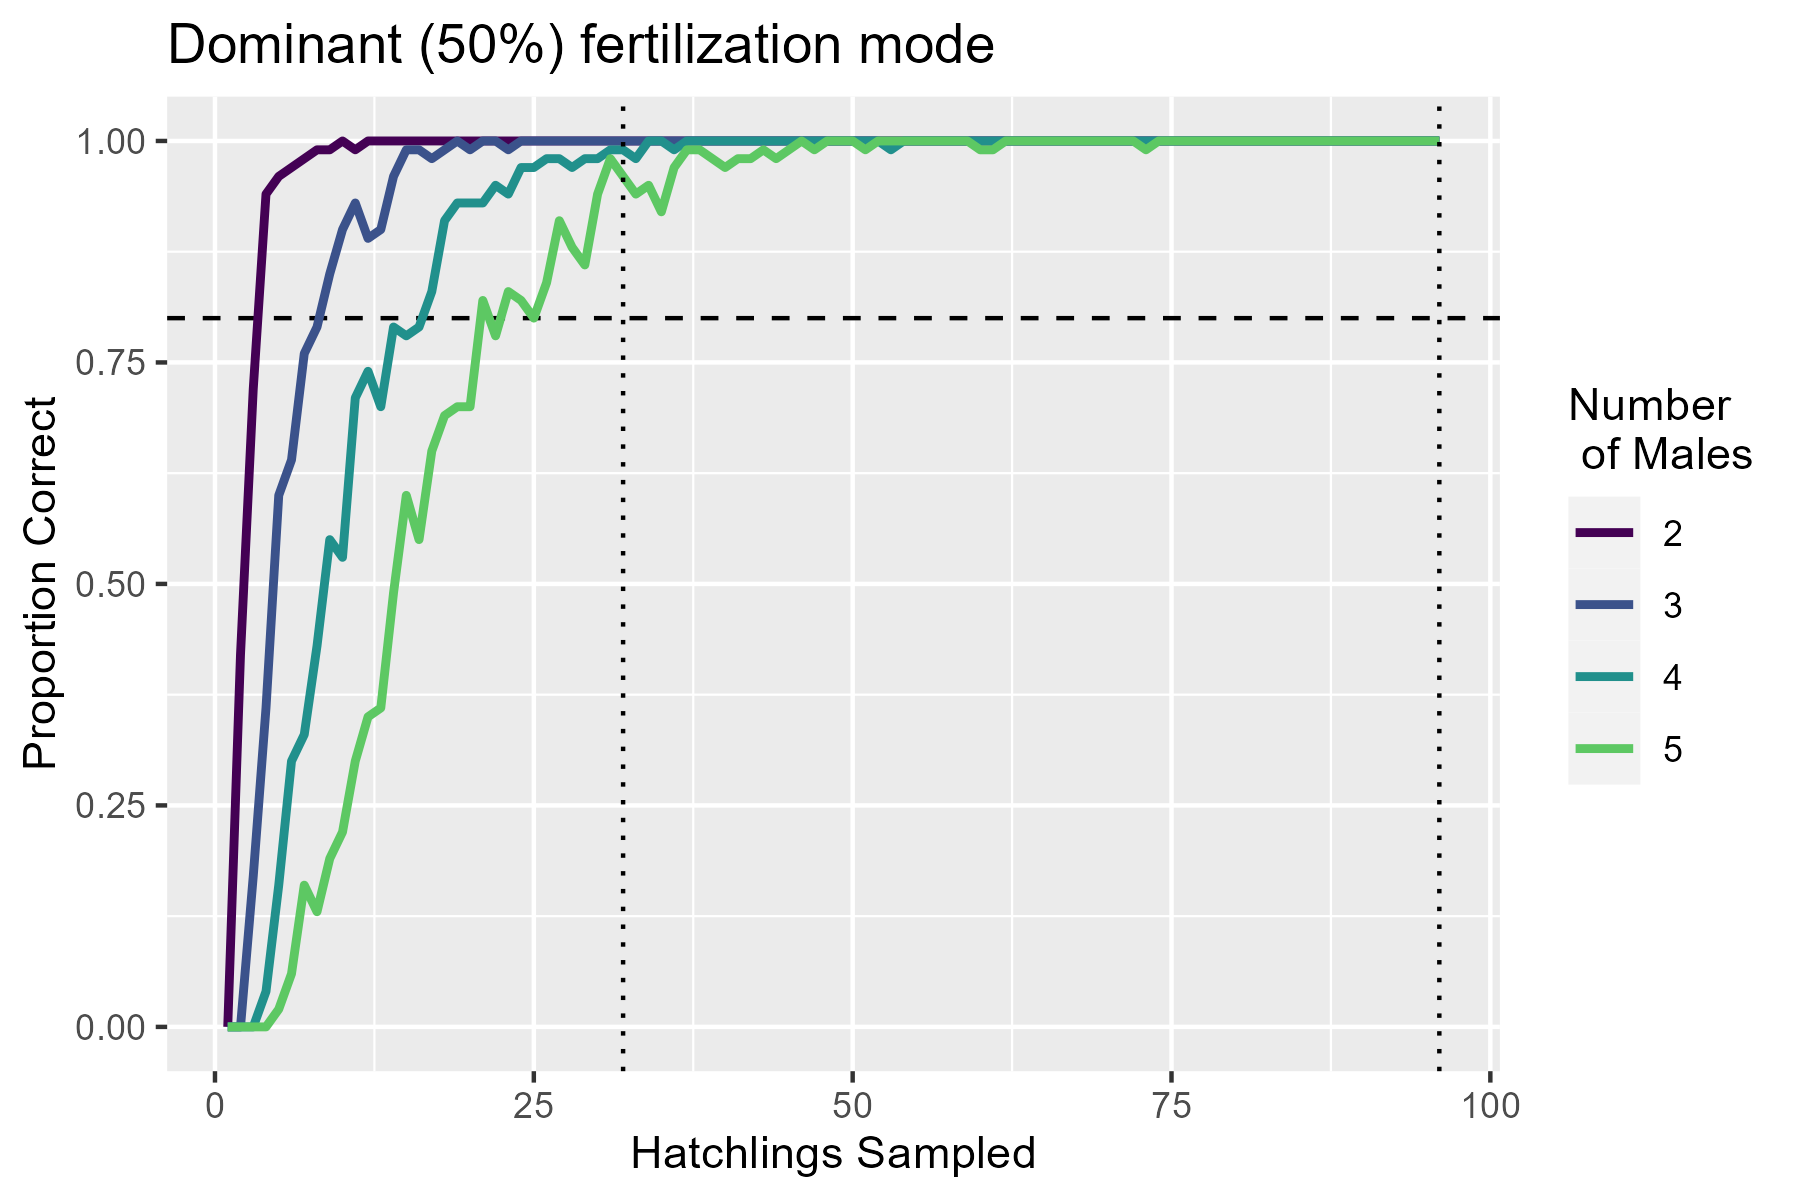 Dominant (50%) fertilization mode
Proportion Correct
1.00
0.75
0.50
0.25
0.00
0 25 50 75 100
Hatchlings Sampled
Number
of Males
2
3
4
5